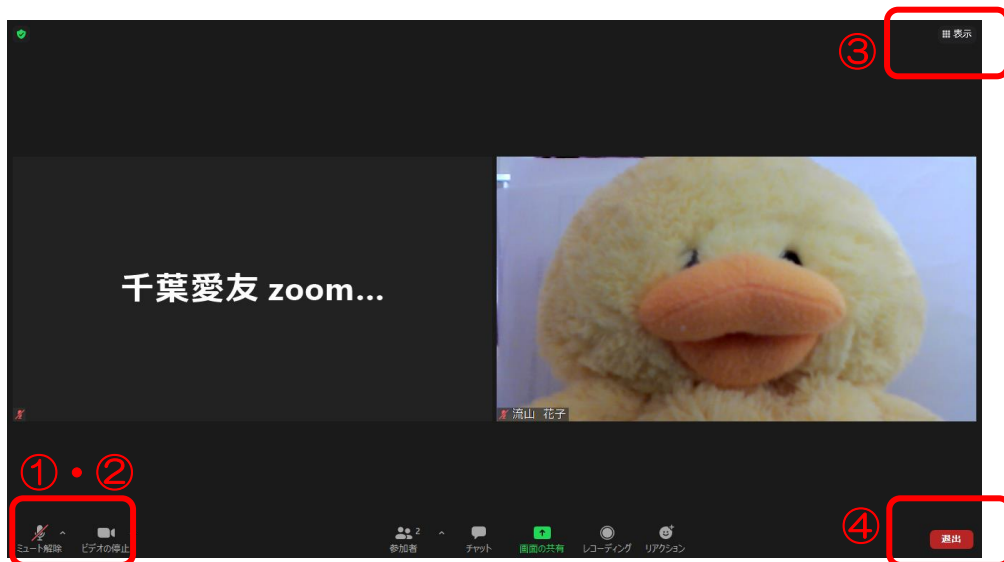 表示
③
千葉愛友 zoom...
流山 花子
①・②
④
ミュート解除 ビデオの停止 参加者 2 チャット 画面の共有 レコーディング リアクション 退出